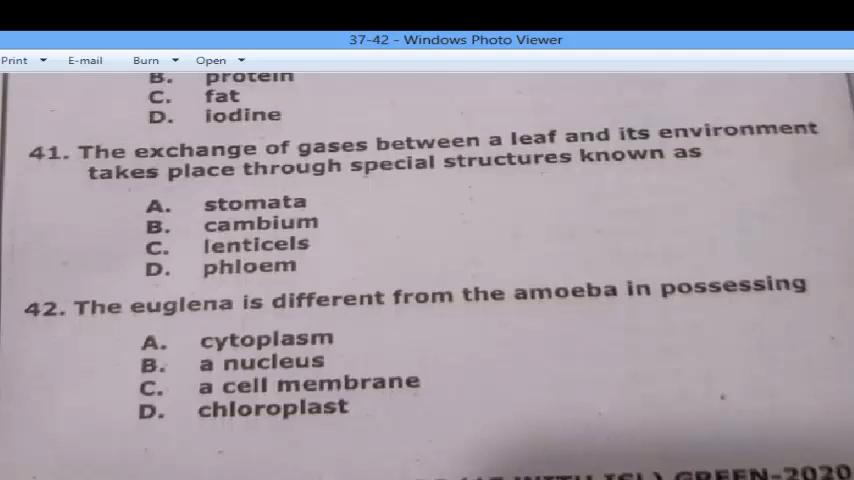 37-42 - Windows Photo Viewer
Print E-mail Burn Open
B. protein
C. fat
D. iodine
41. The exchange of gases between a leaf and its environment
takes place through special structures known as
A. stomata
B. cambium
C. lenticels
D. phloem
42. The euglena is different from the amoeba in possessing
A. cytoplasm
B. a nucleus
C. a cell membrane
D. chloroplast
WITH ISL) GREEN-2020